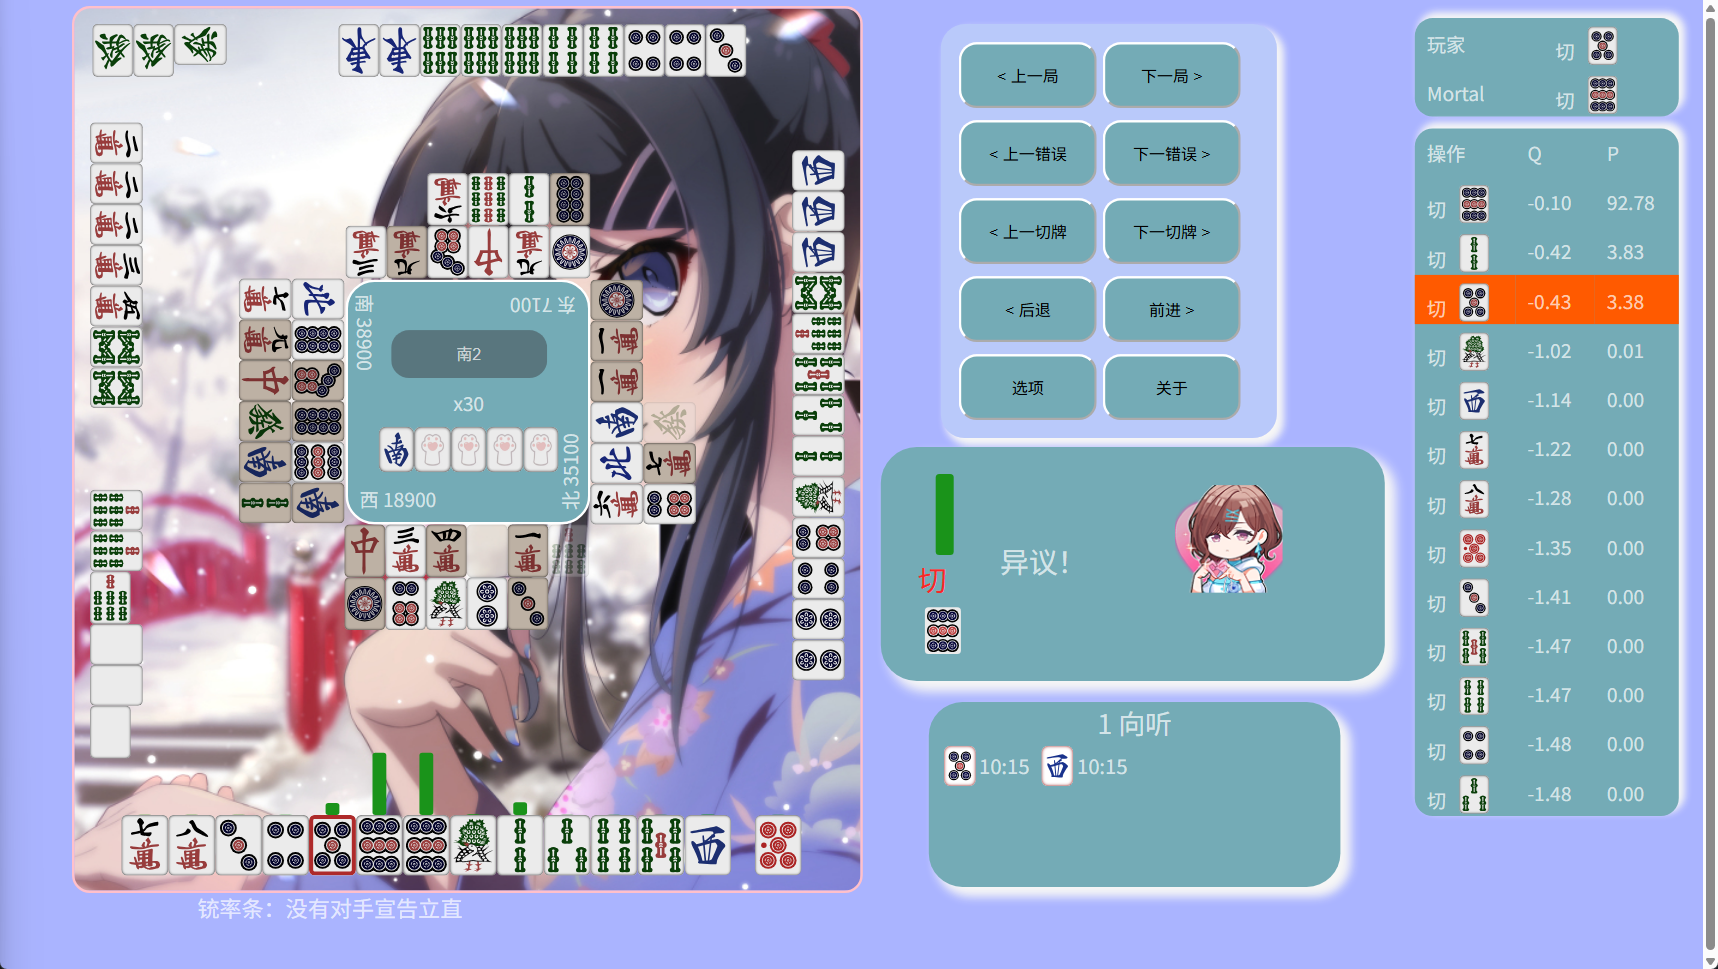 南2
x30
东 7100
南 38900
西 18900
北 35100
铳率条：没有对手宣告立直
< 上一局
下一局 >
< 上一错误
下一错误 >
< 上一切牌
下一切牌 >
< 后退
前进 >
选项
关于
切
异议！
1 向听
10:15
10:15
玩家 切
Mortal 切
操作 Q P
切 -0.10 92.78
切 -0.42 3.83
切 -0.43 3.38
切 -1.02 0.01
切 -1.14 0.00
切 -1.22 0.00
切 -1.28 0.00
切 -1.35 0.00
切 -1.41 0.00
切 -1.47 0.00
切 -1.47 0.00
切 -1.48 0.00
切 -1.48 0.00